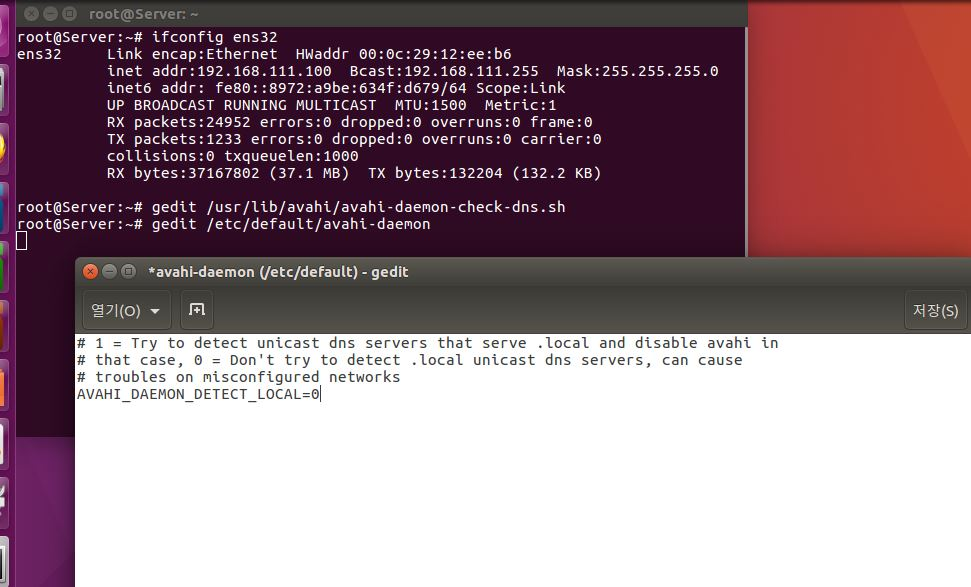 root@Server: ~
root@Server:~# ifconfig ens32
ens32     Link encap:Ethernet  HWaddr 00:0c:29:12:ee:b6
          inet addr:192.168.111.100  Bcast:192.168.111.255  Mask:255.255.255.0
          inet6 addr: fe80::8972:a9be:634f:d679/64 Scope:Link
          UP BROADCAST RUNNING MULTICAST  MTU:1500  Metric:1
          RX packets:24952 errors:0 dropped:0 overruns:0 frame:0
          TX packets:1233 errors:0 dropped:0 overruns:0 carrier:0
          collisions:0 txqueuelen:1000
          RX bytes:37167802 (37.1 MB)  TX bytes:132204 (132.2 KB)
root@Server:~# gedit /usr/lib/avahi/avahi-daemon-check-dns.sh
root@Server:~# gedit /etc/default/avahi-daemon
*avahi-daemon (/etc/default) - gedit
열기(O)
저장(S)
# 1 = Try to detect unicast dns servers that serve .local and disable avahi in
# that case, 0 = Don't try to detect .local unicast dns servers, can cause
# troubles on misconfigured networks
AVAHI_DAEMON_DETECT_LOCAL=0